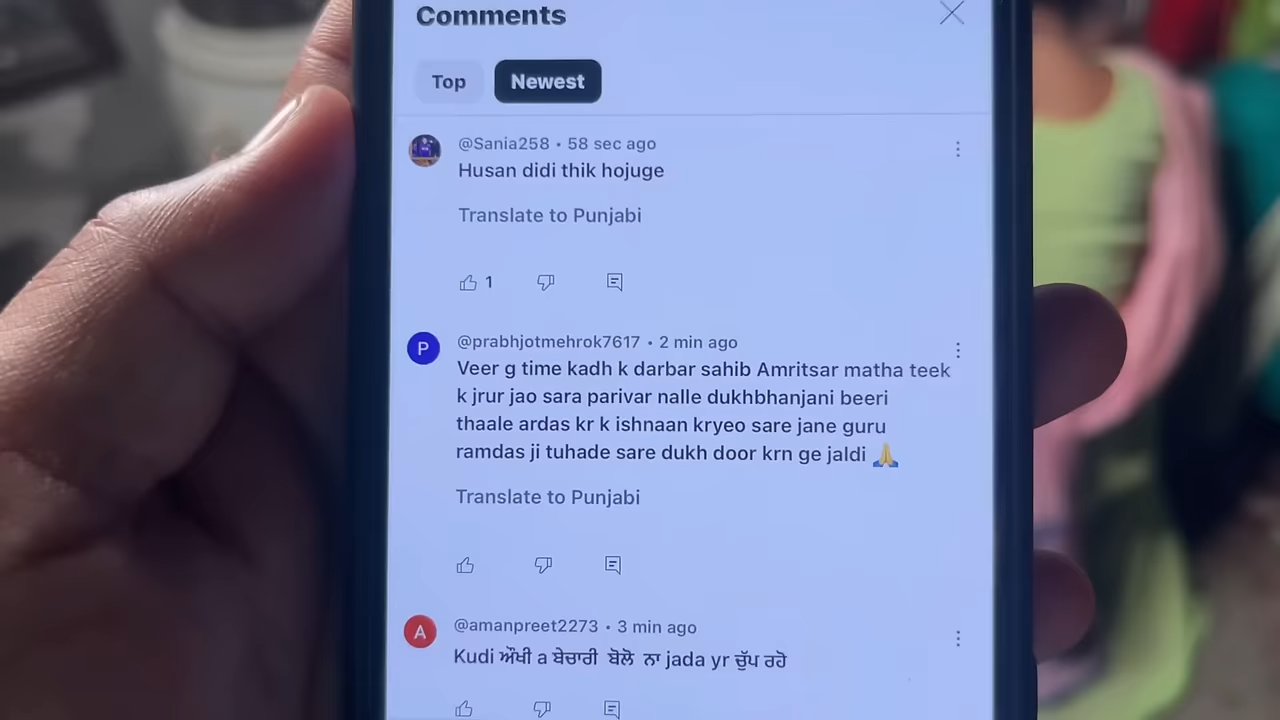 Comments
Top Newest
@Sania258 • 58 sec ago
Husan didi thik hojuge
Translate to Punjabi
1
@prabhjotmehrok7617 • 2 min ago
P
Veer g time kadh k darbar sahib Amritsar matha teek
k jrur jao sara parivar nalle dukhbhanjani beeri
thaale ardas kr k ishnaan kryeo sare jane guru
ramdas ji tuhade sare dukh door krn ge jaldi 🙏
Translate to Punjabi
@amanpreet2273 • 3 min ago
A
Kudi ਔਖੀ a ਬੇਚਾਰੀ ਬੋਲੋ ਨਾ jada yr ਚੁੱਪ ਰਹੋ